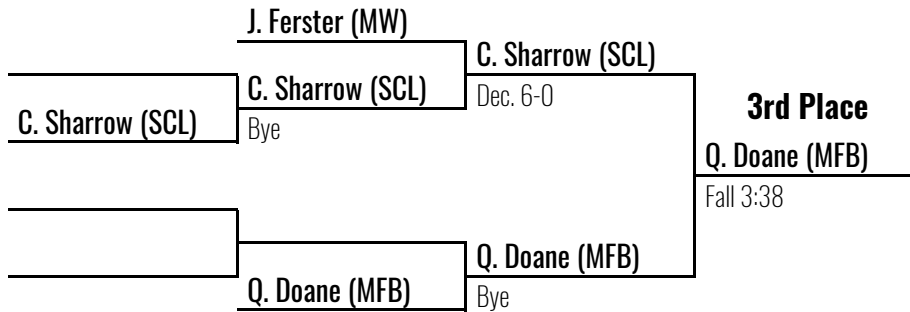 J. Ferster (MW)
C. Sharrow (SCL)
C. Sharrow (SCL)
Dec. 6-0
3rd Place
C. Sharrow (SCL)
Bye
Q. Doane (MFB)
Fall 3:38
Q. Doane (MFB)
Q. Doane (MFB)
Bye